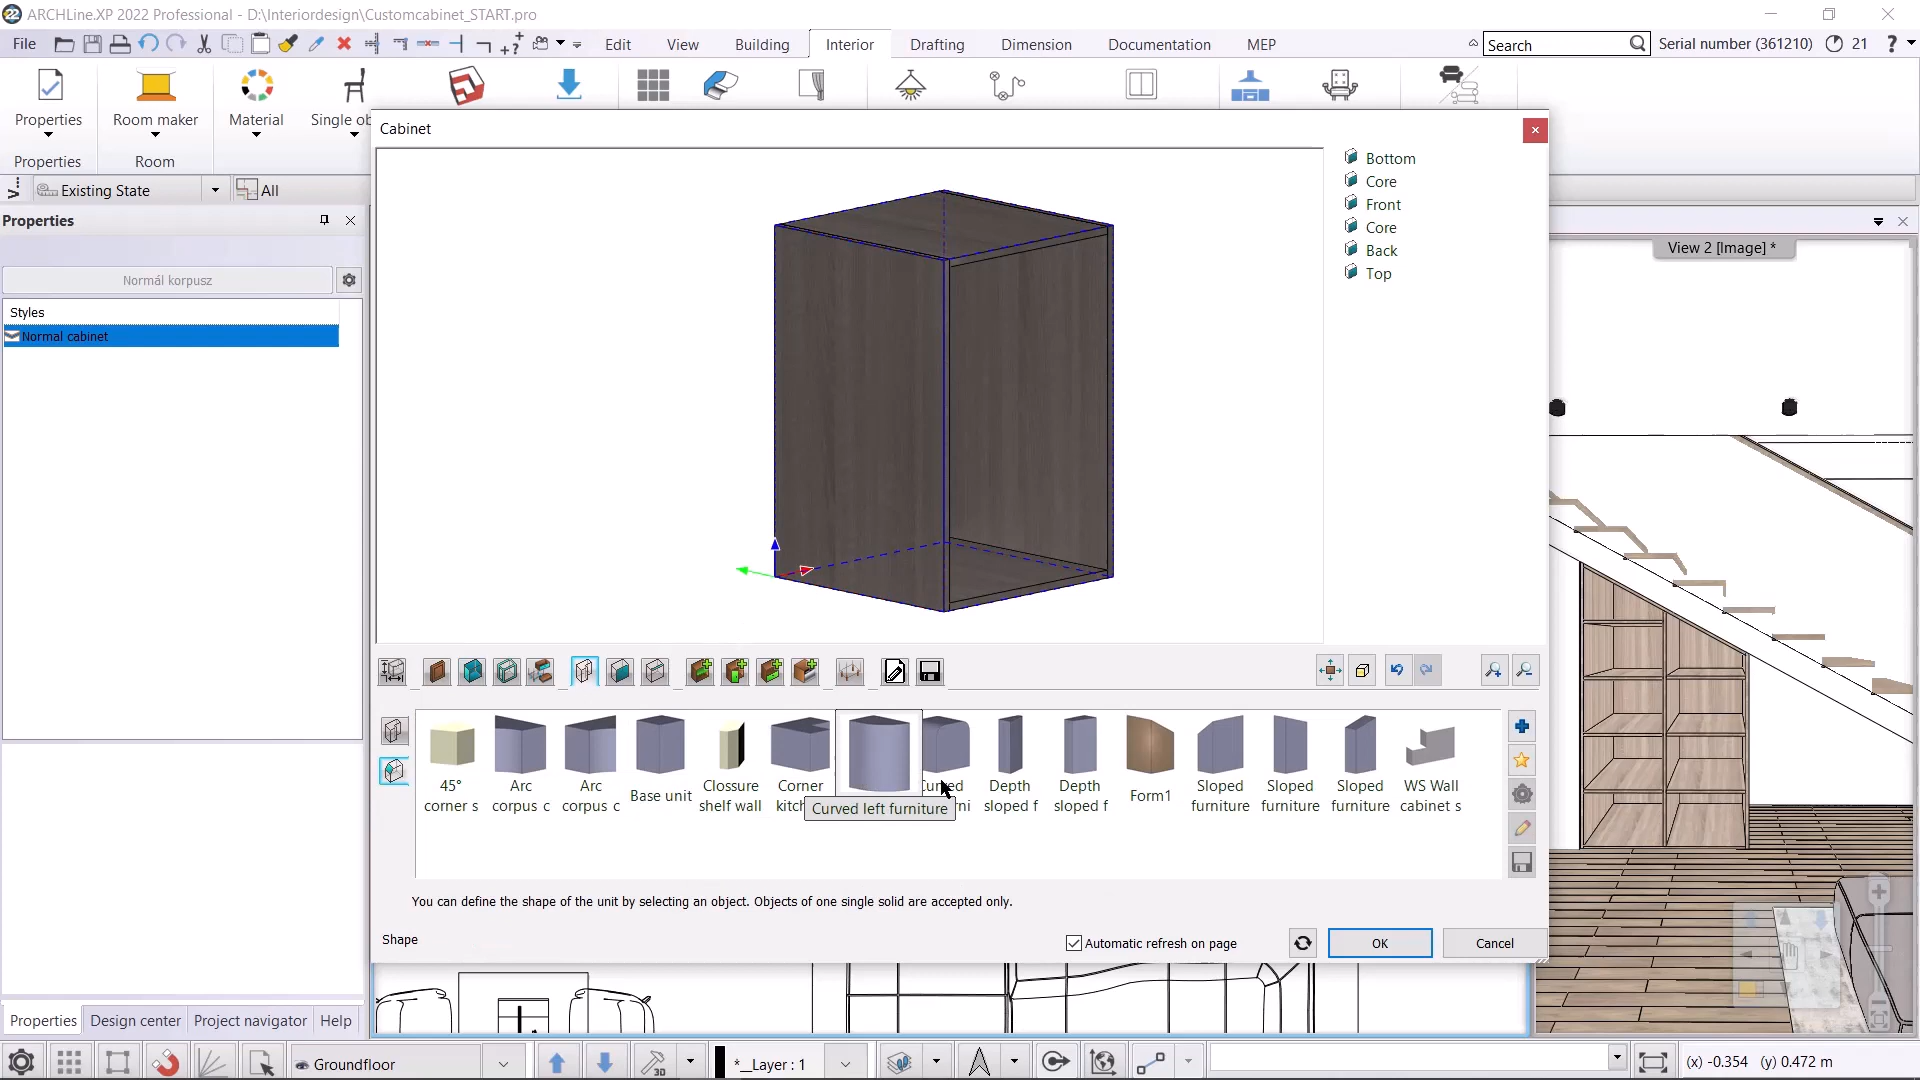 ARCHLine.XP 2022 Professional - D:\Interiordesign\Customcabinet_START.pro
File
Edit
View
Building
Interior
Drafting
Dimension
Documentation
MEP
Search
Serial number (361210)
21
?
Properties
Room maker
Material
Single ob
Properties
Room
Existing State
All
Cabinet
Properties
Normál korpusz
Styles
Normal cabinet
Bottom
Core
Front
Core
Back
Top
View 2 [Image] *
45°
corner s
Arc
corpus c
Arc
corpus c
Base unit
Clossure
shelf wall
Corner
kitch
Curved
ni
Depth
sloped f
Depth
sloped f
Form1
Sloped
furniture
Sloped
furniture
Sloped
furniture
WS Wall
cabinet s
Curved left furniture
You can define the shape of the unit by selecting an object. Objects of one single solid are accepted only.
Shape
Automatic refresh on page
OK
Cancel
Properties
Design center
Project navigator
Help
Groundfloor
3D
*__Layer : 1
(x) -0.354 (y) 0.472 m